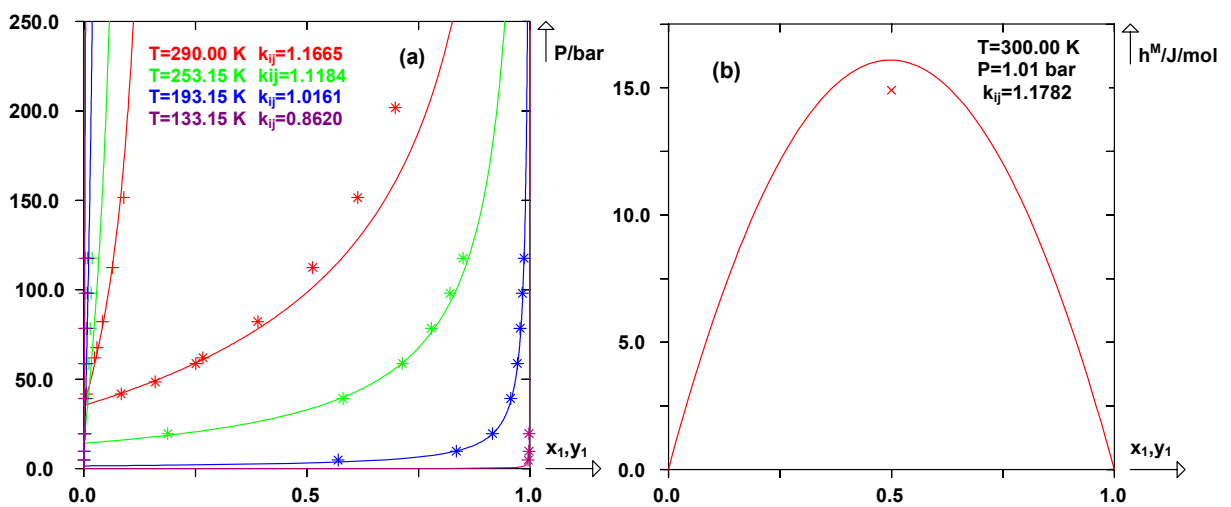 250.0
200.0
150.0
100.0
50.0
0.0
0.0
0.5
1.0
P/bar
x1,y1
(a)
T=290.00 K kij=1.1665
T=253.15 K kij=1.1184
T=193.15 K kij=1.0161
T=133.15 K kij=0.8620
15.0
10.0
5.0
0.0
0.0
0.5
1.0
hM/J/mol
x1,y1
(b)
T=300.00 K
P=1.01 bar
kij=1.1782